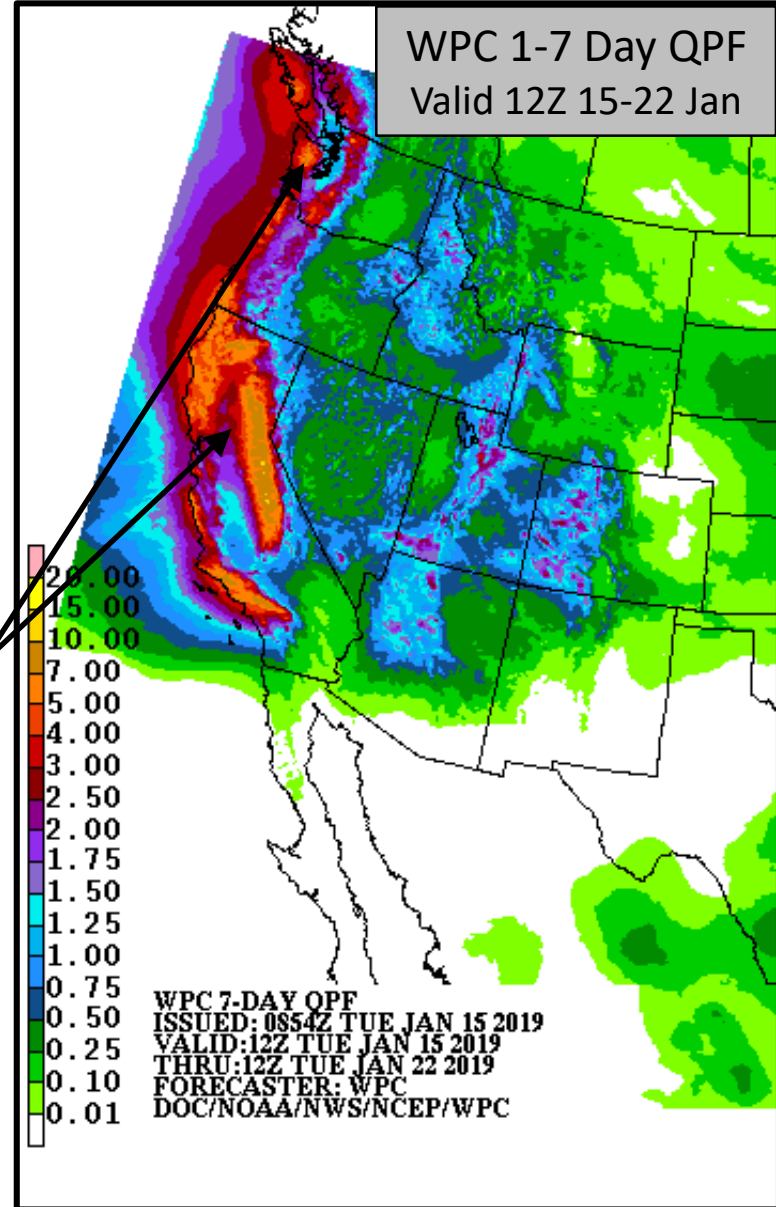 WPC 1-7 Day QPF
Valid 12Z 15-22 Jan
20.00
15.00
10.00
7.00
5.00
4.00
3.00
2.50
2.00
1.75
1.50
1.25
1.00
0.75
0.50
0.25
0.10
0.01
WPC 7-DAY QPF
ISSUED: 0854Z TUE JAN 15 2019
VALID:12Z TUE JAN 15 2019
THRU:12Z TUE JAN 22 2019
FORECASTER: WPC
DOC/NOAA/NWS/NCEP/WPC